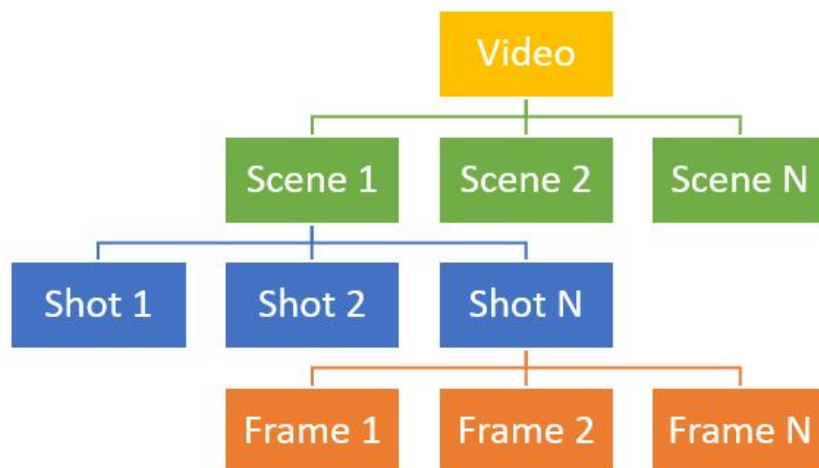 Video
Scene 1
Scene 2
Scene N
Shot 1
Shot 2
Shot N
Frame 1
Frame 2
Frame N